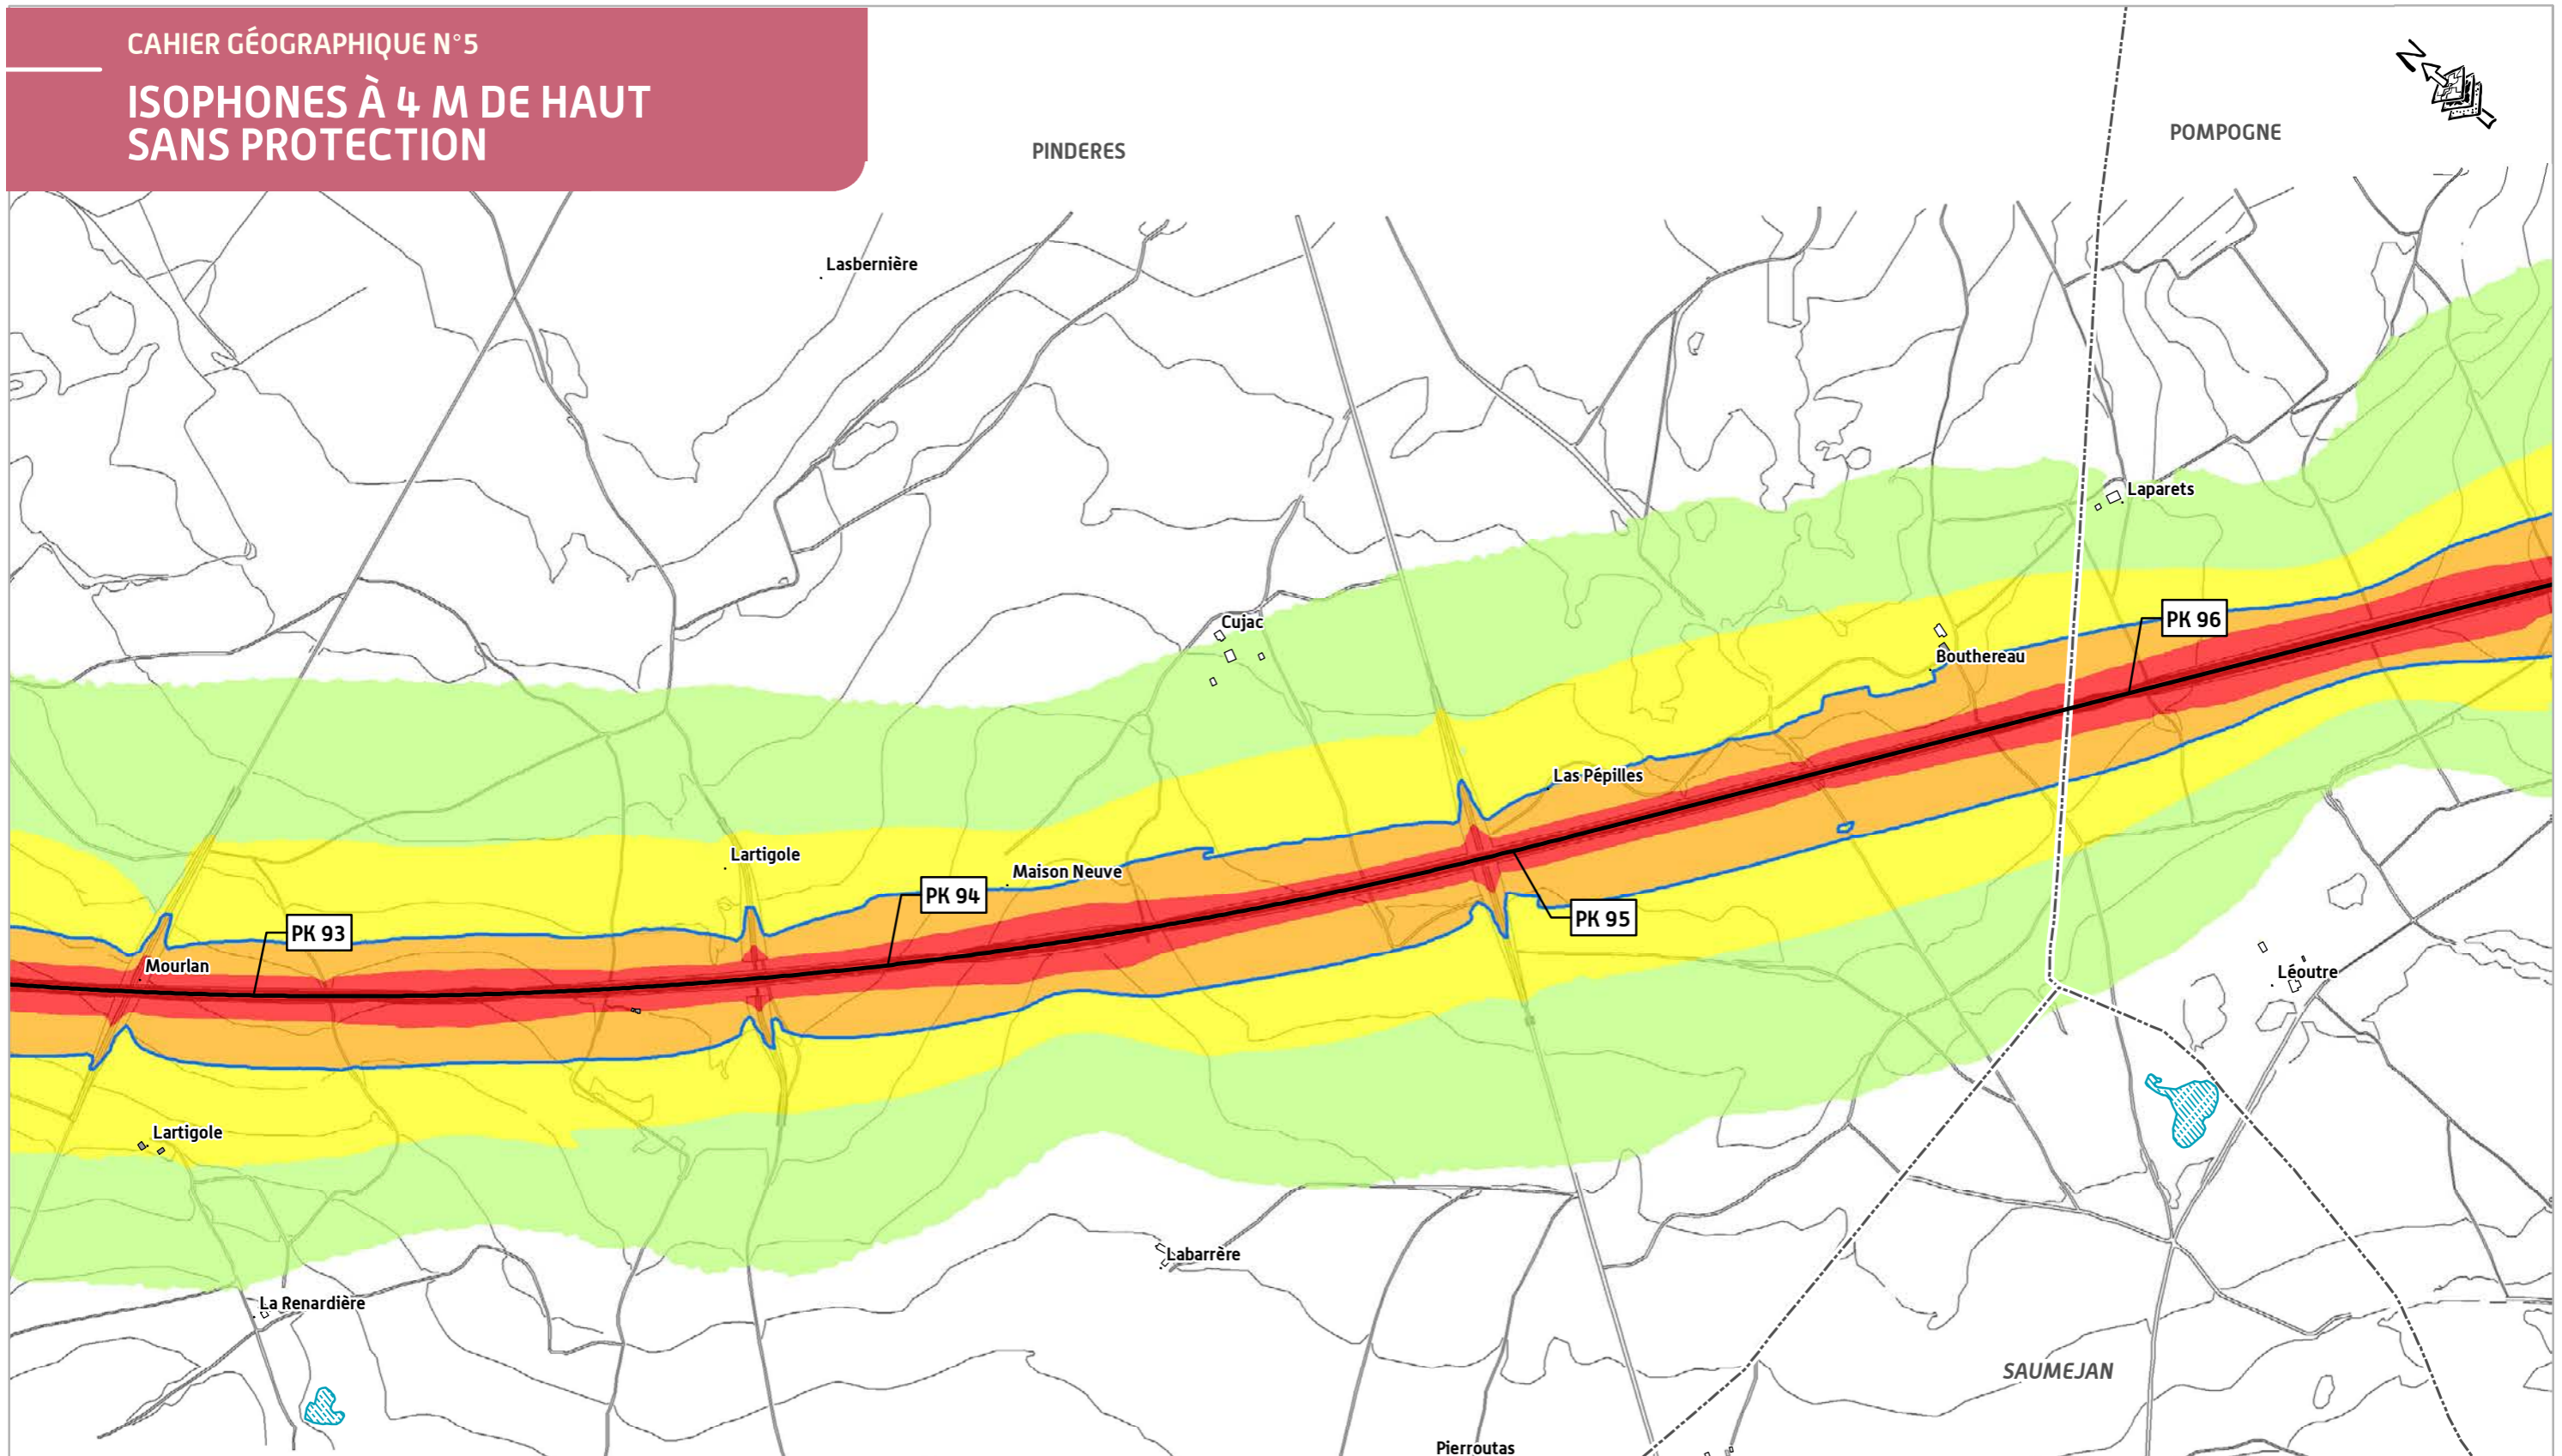 CAHIER GÉOGRAPHIQUE N°5
ISOPHONES À 4 M DE HAUT
SANS PROTECTION
N
POMPOGNE
PINDERES
Lasbernière
Laparets
Cujac
PK 96
Bouthereau
Las Pépilles
Lartigole
Maison Neuve
PK 94
PK 95
PK 93
Mourlan
Léoutre
Lartigole
Labarrère
La Renardière
SAUMEJAN
Pierroutas